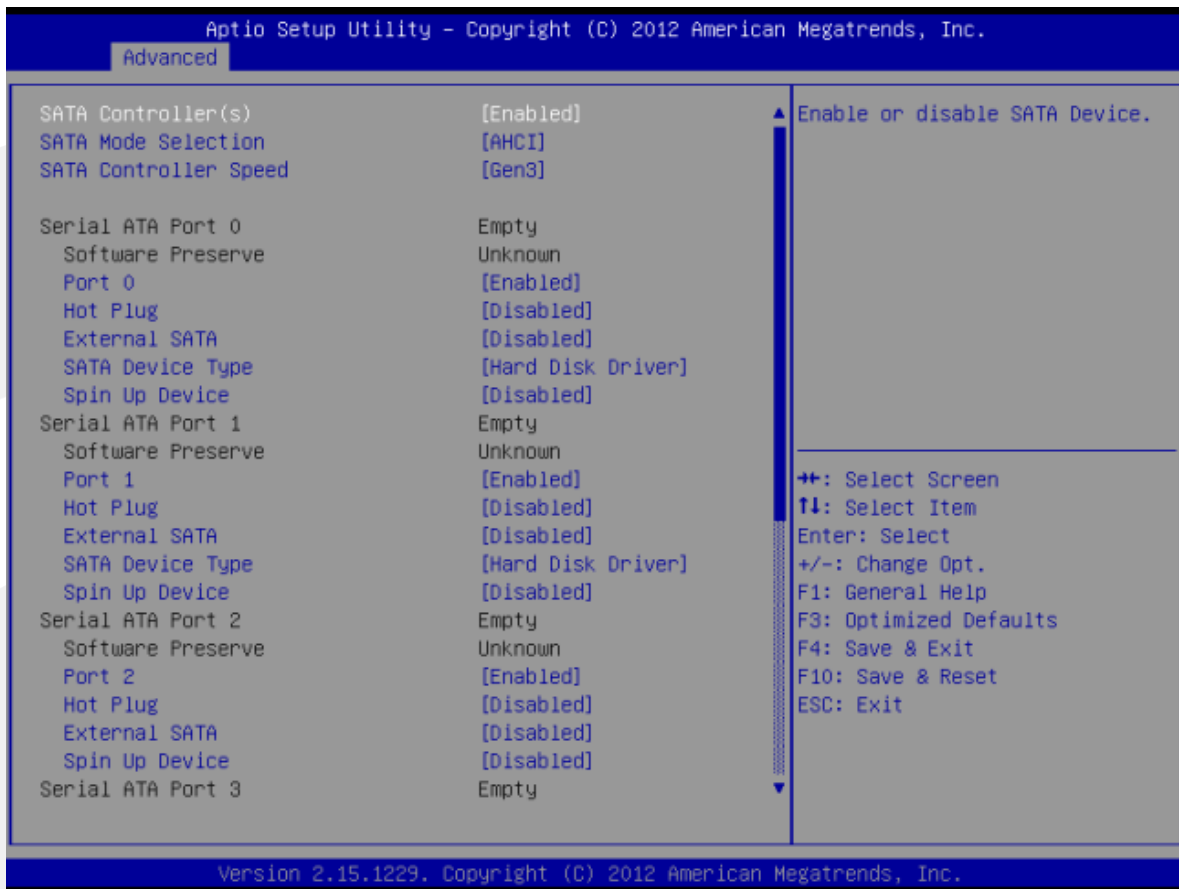 Aptio Setup Utility – Copyright (C) 2012 American Megatrends, Inc.
Advanced
SATA Controller(s) [Enabled]
SATA Mode Selection [AHCI]
SATA Controller Speed [Gen3]
Serial ATA Port 0 Empty
Software Preserve Unknown
Port 0 [Enabled]
Hot Plug [Disabled]
External SATA [Disabled]
SATA Device Type [Hard Disk Driver]
Spin Up Device [Disabled]
Serial ATA Port 1 Empty
Software Preserve Unknown
Port 1 [Enabled]
Hot Plug [Disabled]
External SATA [Disabled]
SATA Device Type [Hard Disk Driver]
Spin Up Device [Disabled]
Serial ATA Port 2 Empty
Software Preserve Unknown
Port 2 [Enabled]
Hot Plug [Disabled]
External SATA [Disabled]
Spin Up Device [Disabled]
Serial ATA Port 3 Empty
Enable or disable SATA Device.
→←: Select Screen
↑↓: Select Item
Enter: Select
+/-: Change Opt.
F1: General Help
F3: Optimized Defaults
F4: Save & Exit
F10: Save & Reset
ESC: Exit
Version 2.15.1229. Copyright (C) 2012 American Megatrends, Inc.